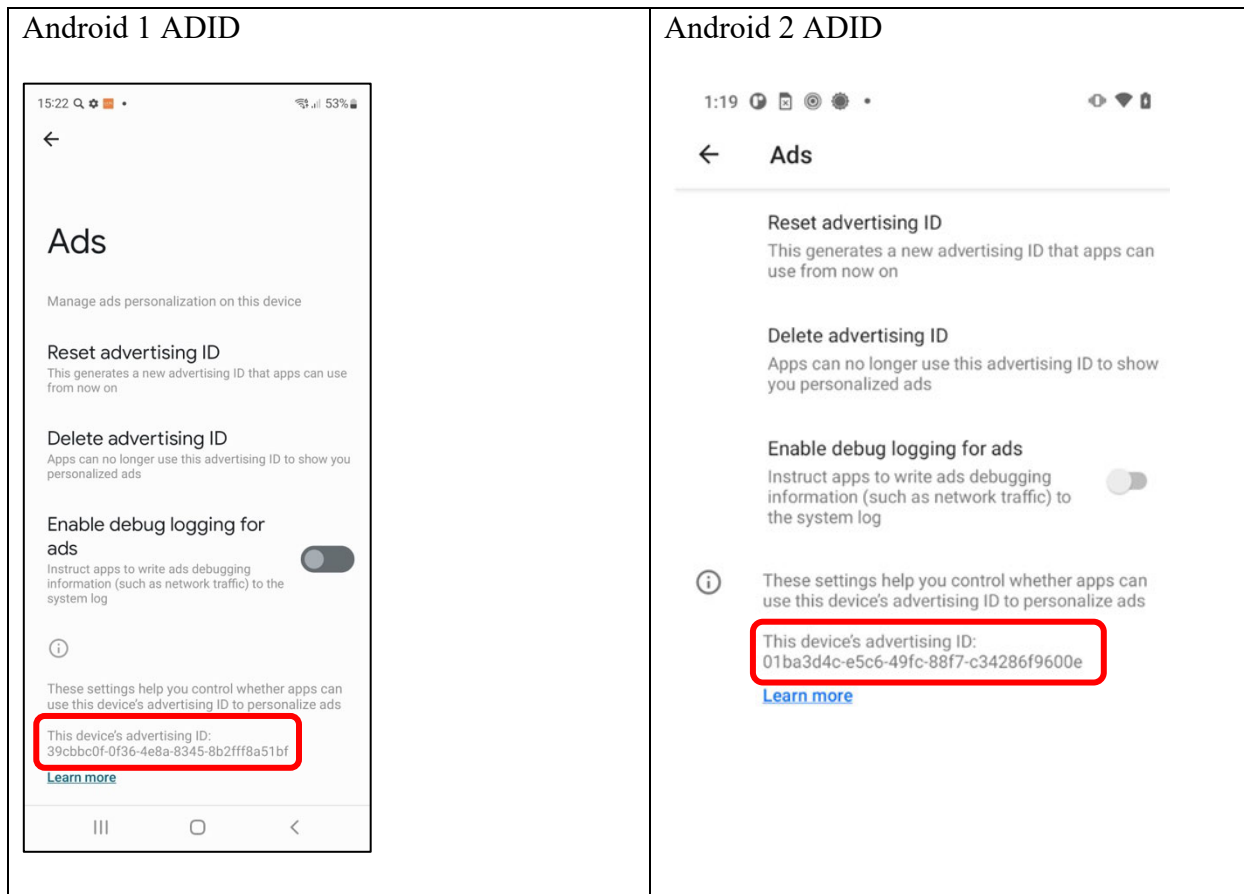 Android 1 ADID
15:22
53%
Ads
Manage ads personalization on this device
Reset advertising ID
This generates a new advertising ID that apps can use
from now on
Delete advertising ID
Apps can no longer use this advertising ID to show you
personalized ads
Enable debug logging for
ads
Instruct apps to write ads debugging
information (such as network traffic) to the
system log
These settings help you control whether apps can
use this device's advertising ID to personalize ads
This device's advertising ID:
39cbbc0f-0f36-4e8a-8345-8b2fff8a51bf
Learn more
Android 2 ADID
1:19
Ads
Reset advertising ID
This generates a new advertising ID that apps can
use from now on
Delete advertising ID
Apps can no longer use this advertising ID to show
you personalized ads
Enable debug logging for ads
Instruct apps to write ads debugging
information (such as network traffic) to
the system log
These settings help you control whether apps can
use this device's advertising ID to personalize ads
This device's advertising ID:
01ba3d4c-e5c6-49fc-88f7-c34286f9600e
Learn more